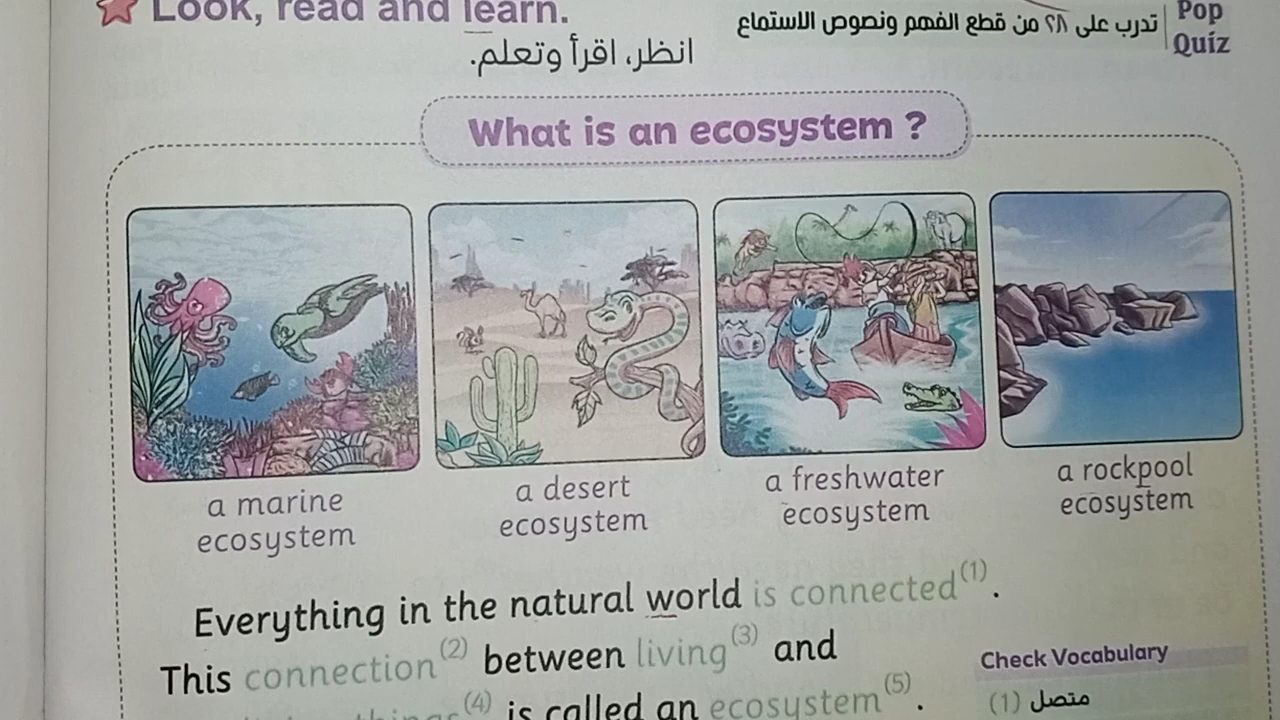 Look, read and learn.
انظر، اقرأ وتعلم.
تدرب على ٢٨ من قطع الفهم ونصوص الاستماع
Pop
Quiz
What is an ecosystem ?
a marine
ecosystem
a desert
ecosystem
a freshwater
ecosystem
a rockpool
ecosystem
Everything in the natural world is connected(1).
This connection(2) between living(3) and
things(4) is called an ecosystem(5).
Check Vocabulary
(1) متصل